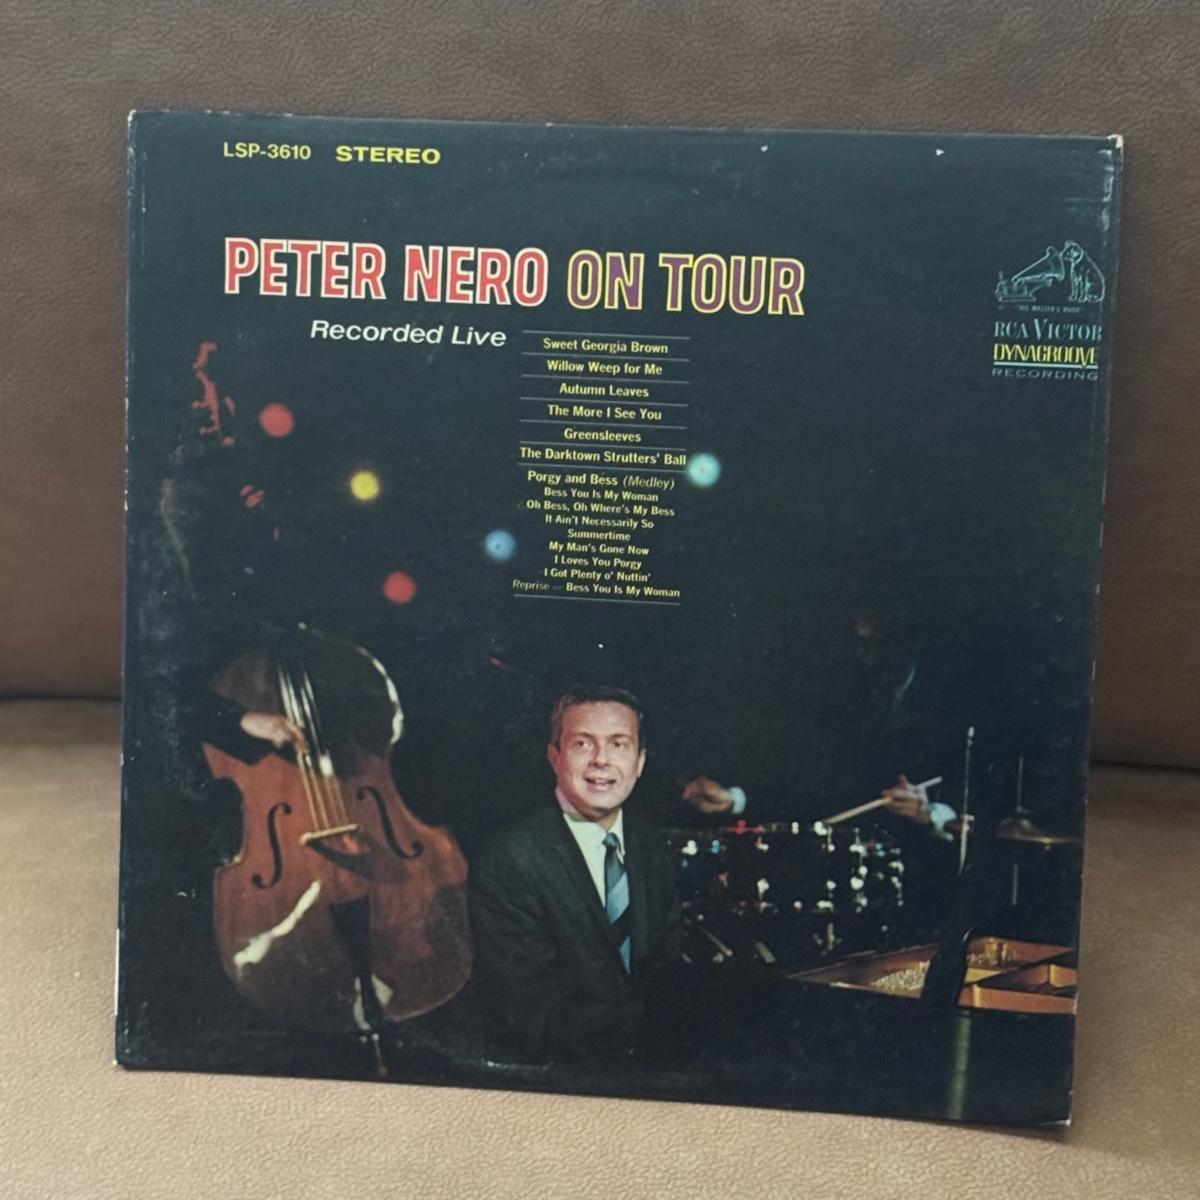 LSP-3610 STEREO
PETER NERO ON TOUR
Recorded Live
Sweet Georgia Brown
Willow Weep for Me
Autumn Leaves
The More I See You
Greensleeves
The Darktown Strutters' Ball
Porgy and Bess (Medley)
Bess You Is My Woman
Oh Bess, Oh Where's My Bess
It Ain't Necessarily So
Summertime
My Man's Gone Now
I Loves You Porgy
I Got Plenty o' Nuttin'
Reprise — Bess You Is My Woman
"HIS MASTER'S VOICE"
RCA VICTOR
DYNAGROOVE
RECORDING